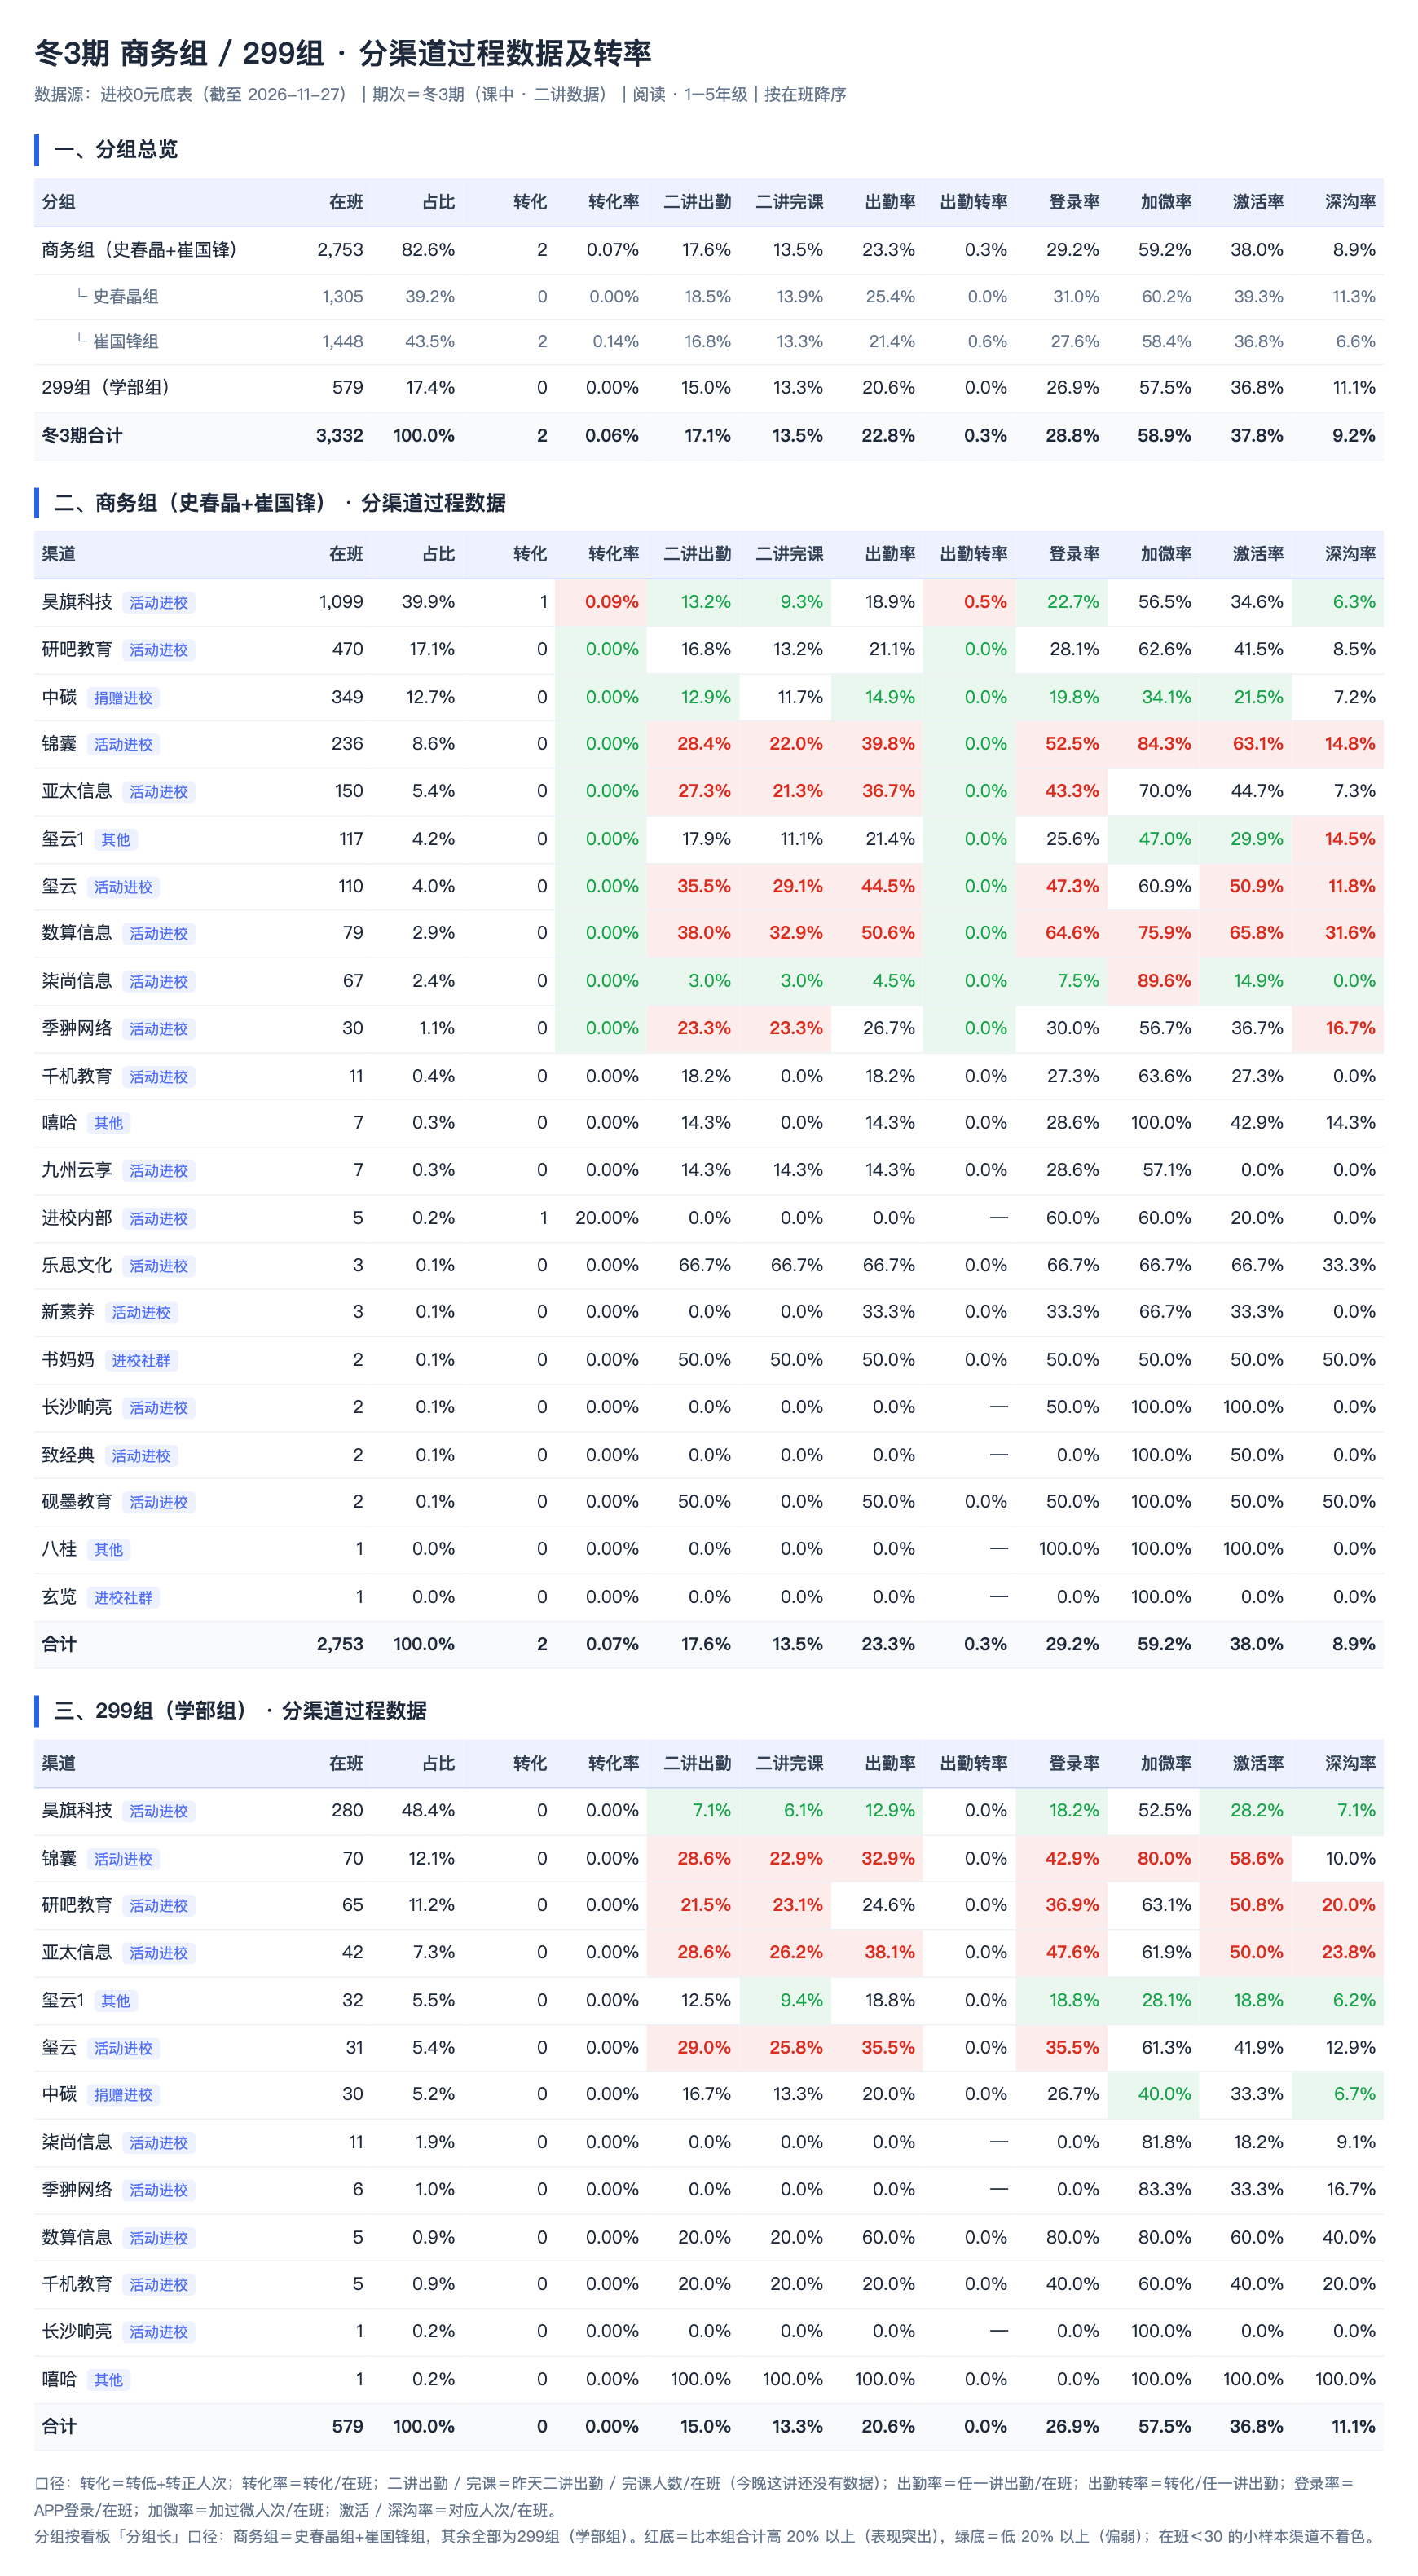 冬3期 商务组 / 299组 · 分渠道过程数据及转率
数据源：进校0元底表（截至 2026-11-27）｜期次＝冬3期（课中 · 二讲数据）｜阅读 · 1—5年级｜按在班降序
一、分组总览
分组 在班 占比 转化 转化率 二讲出勤 二讲完课 出勤率 出勤转率 登录率 加微率 激活率 深沟率
商务组（史春晶+崔国锋） 2,753 82.6% 2 0.07% 17.6% 13.5% 23.3% 0.3% 29.2% 59.2% 38.0% 8.9%
└ 史春晶组 1,305 39.2% 0 0.00% 18.5% 13.9% 25.4% 0.0% 31.0% 60.2% 39.3% 11.3%
└ 崔国锋组 1,448 43.5% 2 0.14% 16.8% 13.3% 21.4% 0.6% 27.6% 58.4% 36.8% 6.6%
299组（学部组） 579 17.4% 0 0.00% 15.0% 13.3% 20.6% 0.0% 26.9% 57.5% 36.8% 11.1%
冬3期合计 3,332 100.0% 2 0.06% 17.1% 13.5% 22.8% 0.3% 28.8% 58.9% 37.8% 9.2%
二、商务组（史春晶+崔国锋） · 分渠道过程数据
渠道 在班 占比 转化 转化率 二讲出勤 二讲完课 出勤率 出勤转率 登录率 加微率 激活率 深沟率
昊旗科技 活动进校 1,099 39.9% 1 0.09% 13.2% 9.3% 18.9% 0.5% 22.7% 56.5% 34.6% 6.3%
研吧教育 活动进校 470 17.1% 0 0.00% 16.8% 13.2% 21.1% 0.0% 28.1% 62.6% 41.5% 8.5%
中碳 捐赠进校 349 12.7% 0 0.00% 12.9% 11.7% 14.9% 0.0% 19.8% 34.1% 21.5% 7.2%
锦囊 活动进校 236 8.6% 0 0.00% 28.4% 22.0% 39.8% 0.0% 52.5% 84.3% 63.1% 14.8%
亚太信息 活动进校 150 5.4% 0 0.00% 27.3% 21.3% 36.7% 0.0% 43.3% 70.0% 44.7% 7.3%
玺云1 其他 117 4.2% 0 0.00% 17.9% 11.1% 21.4% 0.0% 25.6% 47.0% 29.9% 14.5%
玺云 活动进校 110 4.0% 0 0.00% 35.5% 29.1% 44.5% 0.0% 47.3% 60.9% 50.9% 11.8%
数算信息 活动进校 79 2.9% 0 0.00% 38.0% 32.9% 50.6% 0.0% 64.6% 75.9% 65.8% 31.6%
柒尚信息 活动进校 67 2.4% 0 0.00% 3.0% 3.0% 4.5% 0.0% 7.5% 89.6% 14.9% 0.0%
季翀网络 活动进校 30 1.1% 0 0.00% 23.3% 23.3% 26.7% 0.0% 30.0% 56.7% 36.7% 16.7%
千机教育 活动进校 11 0.4% 0 0.00% 18.2% 0.0% 18.2% 0.0% 27.3% 63.6% 27.3% 0.0%
嘻哈 其他 7 0.3% 0 0.00% 14.3% 0.0% 14.3% 0.0% 28.6% 100.0% 42.9% 14.3%
九州云享 活动进校 7 0.3% 0 0.00% 14.3% 14.3% 14.3% 0.0% 28.6% 57.1% 0.0% 0.0%
进校内部 活动进校 5 0.2% 1 20.00% 0.0% 0.0% 0.0% — 60.0% 60.0% 20.0% 0.0%
乐思文化 活动进校 3 0.1% 0 0.00% 66.7% 66.7% 66.7% 0.0% 66.7% 66.7% 66.7% 33.3%
新素养 活动进校 3 0.1% 0 0.00% 0.0% 0.0% 33.3% 0.0% 33.3% 66.7% 33.3% 0.0%
书妈妈 进校社群 2 0.1% 0 0.00% 50.0% 50.0% 50.0% 0.0% 50.0% 50.0% 50.0% 50.0%
长沙响亮 活动进校 2 0.1% 0 0.00% 0.0% 0.0% 0.0% — 50.0% 100.0% 100.0% 0.0%
致经典 活动进校 2 0.1% 0 0.00% 0.0% 0.0% 0.0% — 0.0% 100.0% 50.0% 0.0%
砚墨教育 活动进校 2 0.1% 0 0.00% 50.0% 0.0% 50.0% 0.0% 50.0% 100.0% 50.0% 50.0%
八桂 其他 1 0.0% 0 0.00% 0.0% 0.0% 0.0% — 100.0% 100.0% 100.0% 0.0%
玄览 进校社群 1 0.0% 0 0.00% 0.0% 0.0% 0.0% — 0.0% 100.0% 0.0% 0.0%
合计 2,753 100.0% 2 0.07% 17.6% 13.5% 23.3% 0.3% 29.2% 59.2% 38.0% 8.9%
三、299组（学部组） · 分渠道过程数据
渠道 在班 占比 转化 转化率 二讲出勤 二讲完课 出勤率 出勤转率 登录率 加微率 激活率 深沟率
昊旗科技 活动进校 280 48.4% 0 0.00% 7.1% 6.1% 12.9% 0.0% 18.2% 52.5% 28.2% 7.1%
锦囊 活动进校 70 12.1% 0 0.00% 28.6% 22.9% 32.9% 0.0% 42.9% 80.0% 58.6% 10.0%
研吧教育 活动进校 65 11.2% 0 0.00% 21.5% 23.1% 24.6% 0.0% 36.9% 63.1% 50.8% 20.0%
亚太信息 活动进校 42 7.3% 0 0.00% 28.6% 26.2% 38.1% 0.0% 47.6% 61.9% 50.0% 23.8%
玺云1 其他 32 5.5% 0 0.00% 12.5% 9.4% 18.8% 0.0% 18.8% 28.1% 18.8% 6.2%
玺云 活动进校 31 5.4% 0 0.00% 29.0% 25.8% 35.5% 0.0% 35.5% 61.3% 41.9% 12.9%
中碳 捐赠进校 30 5.2% 0 0.00% 16.7% 13.3% 20.0% 0.0% 26.7% 40.0% 33.3% 6.7%
柒尚信息 活动进校 11 1.9% 0 0.00% 0.0% 0.0% 0.0% — 0.0% 81.8% 18.2% 9.1%
季翀网络 活动进校 6 1.0% 0 0.00% 0.0% 0.0% 0.0% — 0.0% 83.3% 33.3% 16.7%
数算信息 活动进校 5 0.9% 0 0.00% 20.0% 20.0% 60.0% 0.0% 80.0% 80.0% 60.0% 40.0%
千机教育 活动进校 5 0.9% 0 0.00% 20.0% 20.0% 20.0% 0.0% 40.0% 60.0% 40.0% 20.0%
长沙响亮 活动进校 1 0.2% 0 0.00% 0.0% 0.0% 0.0% — 0.0% 100.0% 0.0% 0.0%
嘻哈 其他 1 0.2% 0 0.00% 100.0% 100.0% 100.0% 0.0% 0.0% 100.0% 100.0% 100.0%
合计 579 100.0% 0 0.00% 15.0% 13.3% 20.6% 0.0% 26.9% 57.5% 36.8% 11.1%
口径：转化＝转低+转正人次；转化率＝转化/在班；二讲出勤 / 完课＝昨天二讲出勤 / 完课人数/在班（今晚这讲还没有数据）；出勤率＝任一讲出勤/在班；出勤转率＝转化/任一讲出勤；登录率＝
APP登录/在班；加微率＝加过微人次/在班；激活 / 深沟率＝对应人次/在班。
分组按看板「分组长」口径：商务组＝史春晶组+崔国锋组，其余全部为299组（学部组）。红底＝比本组合计高 20% 以上（表现突出），绿底＝低 20% 以上（偏弱）；在班＜30 的小样本渠道不着色。